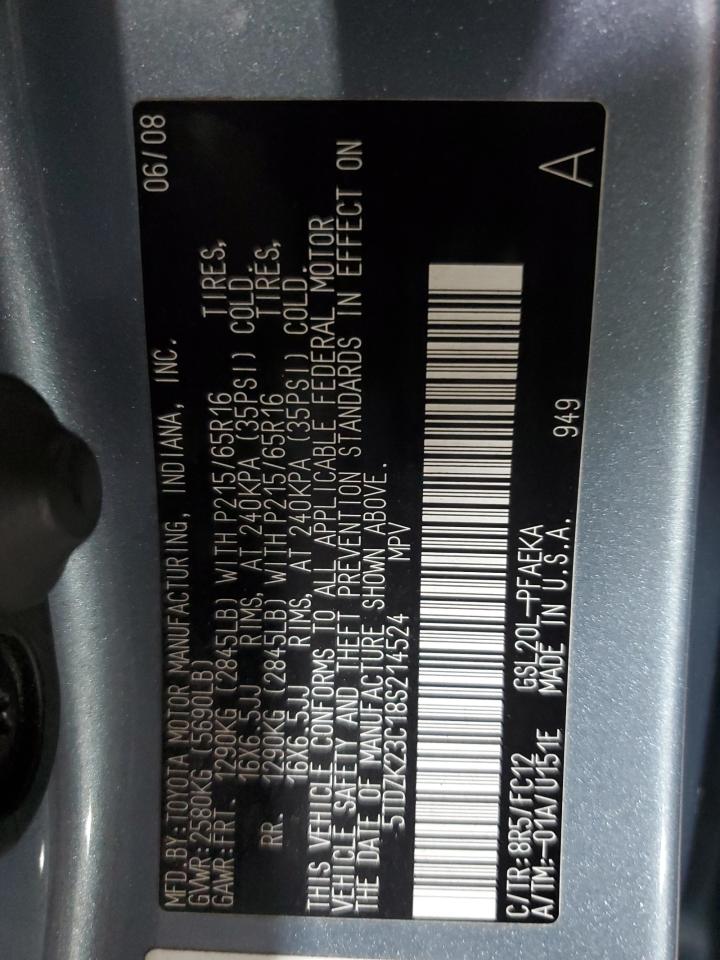 MFD.BY:TOYOTA MOTOR MANUFACTURING, INDIANA, INC. 06/08
GVWR:2580KG (5690LB)
GAWR:FRT. 1290KG (2845LB) WITH P215/65R16 TIRES,
16X6.5JJ RIMS, AT 240KPA (35PSI) COLD.
RR. 1290KG (2845LB) WITH P215/65R16 TIRES,
16X6.5JJ RIMS, AT 240KPA (35PSI) COLD.
THIS VEHICLE CONFORMS TO ALL APPLICABLE FEDERAL MOTOR
VEHICLE SAFETY AND THEFT PREVENTION STANDARDS IN EFFECT ON
THE DATE OF MANUFACTURE SHOWN ABOVE.
5TDZK23C18S214524 MPV
C/TR:8R5/FC12 GSL20L-PFAEKA
A/TM:-01A/U151E MADE IN U.S.A. 949 A